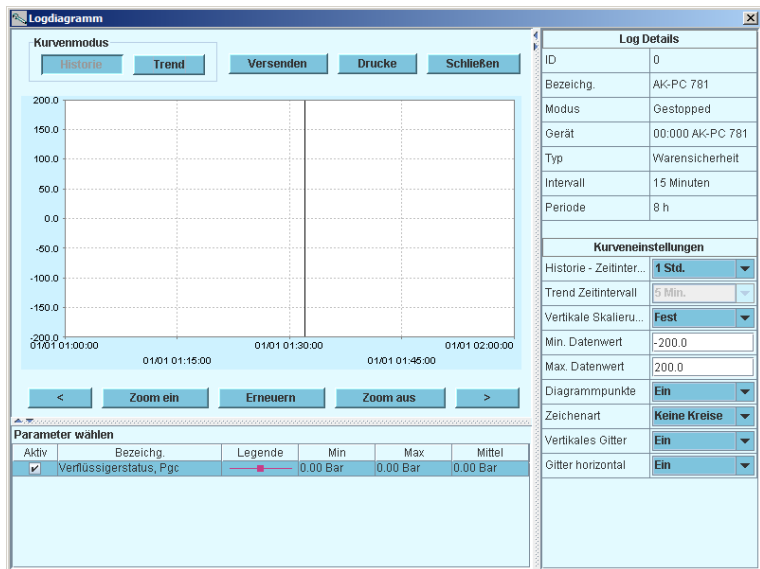 Logdiagramm
Kurvenmodus
Historie Trend Versenden Drucke Schließen
200.0
150.0
100.0
50.0
0.0
-50.0
-100.0
-150.0
-200.0
01/01 01:00:00 01/01 01:30:00 01/01 02:00:00
01/01 01:15:00 01/01 01:45:00
< Zoom ein Erneuern Zoom aus >
Parameter wählen
Aktiv Bezeichg. Legende Min Max Mittel
Verflüssigerstatus, Pgc 0.00 Bar 0.00 Bar 0.00 Bar
Log Details
ID 0
Bezeichg. AK-PC 781
Modus Gestopped
Gerät 00:000 AK-PC 781
Typ Warensicherheit
Intervall 15 Minuten
Periode 8 h
Kurveneinstellungen
Historie - Zeitinter... 1 Std.
Trend Zeitintervall 5 Min.
Vertikale Skalieru... Fest
Min. Datenwert -200.0
Max. Datenwert 200.0
Diagrammpunkte Ein
Zeichenart Keine Kreise
Vertikales Gitter Ein
Gitter horizontal Ein